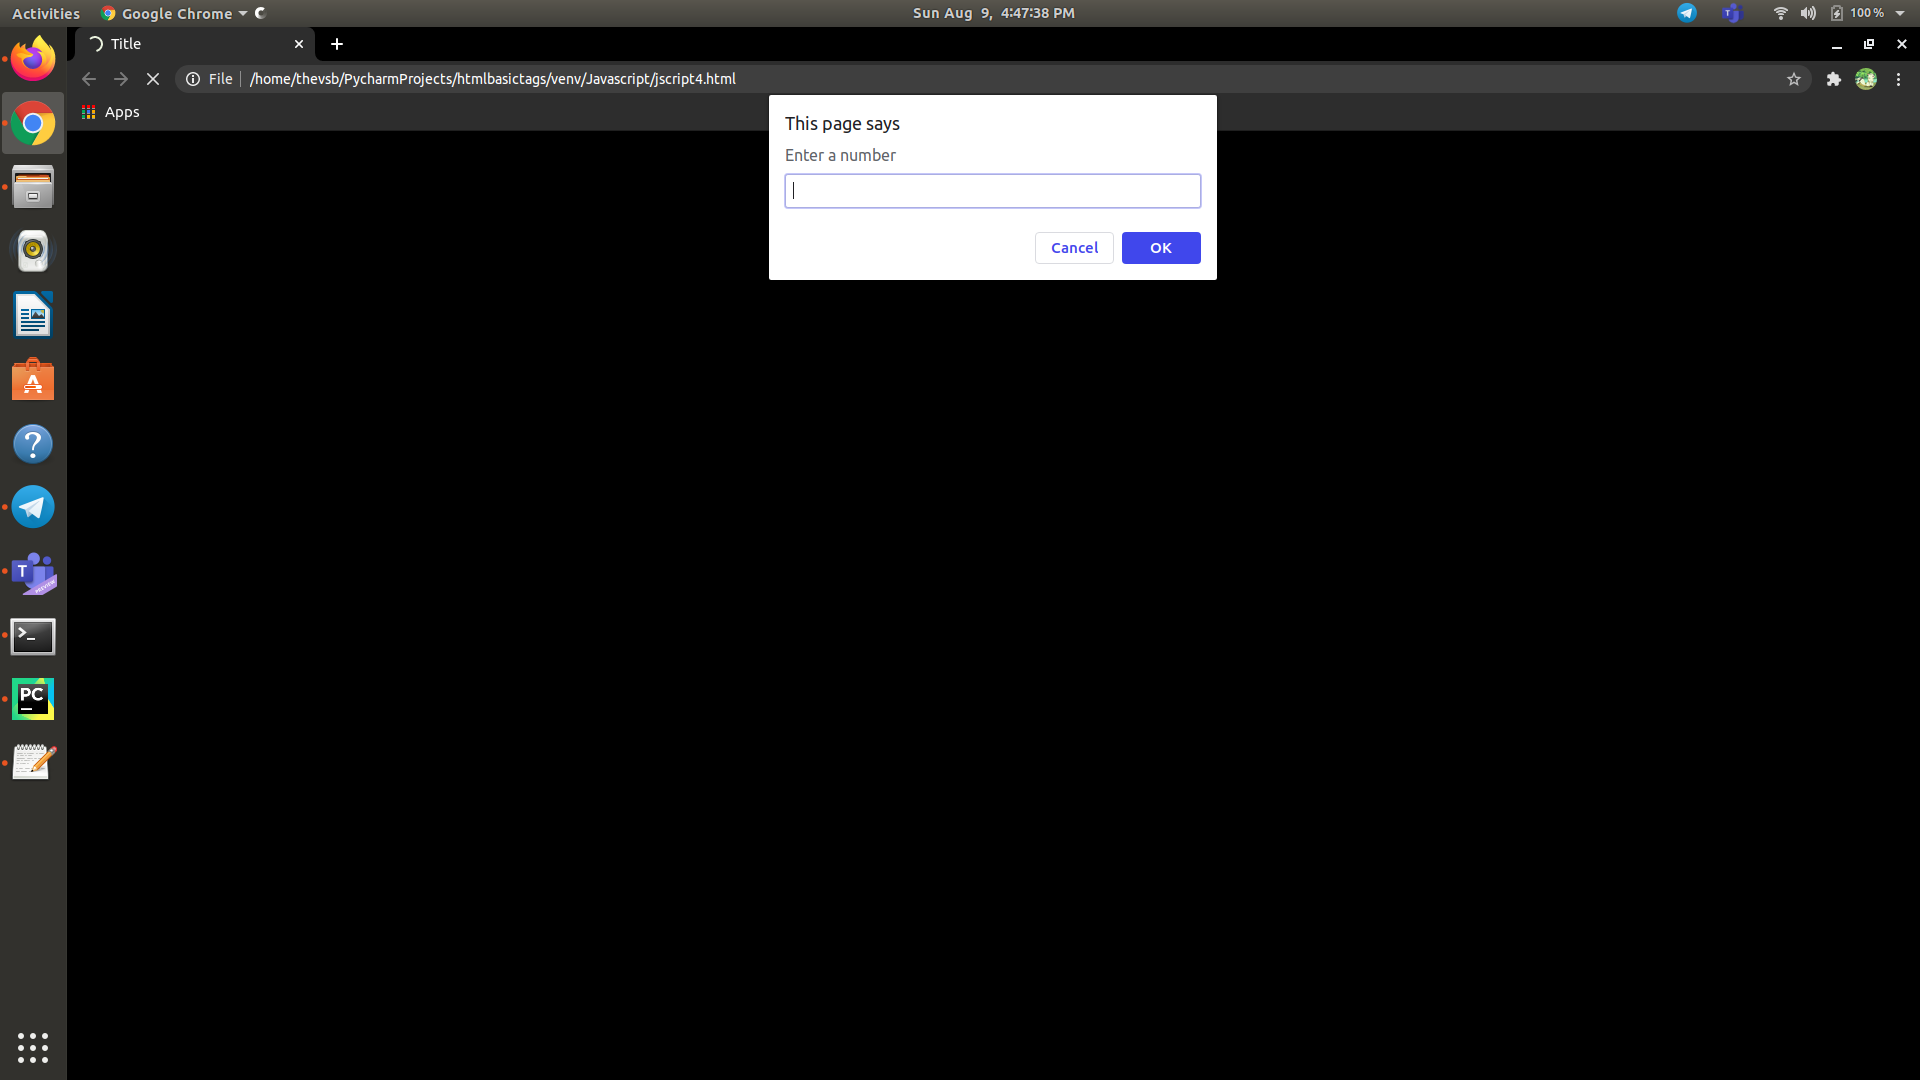 Activities
Google Chrome
Sun Aug 9, 4:47:38 PM
100 %
Title
File
/home/thevsb/PycharmProjects/htmlbasictags/venv/Javascript/jscript4.html
Apps
This page says
Enter a number
Cancel
OK
A
?
T
PREVIEW
>_
PC